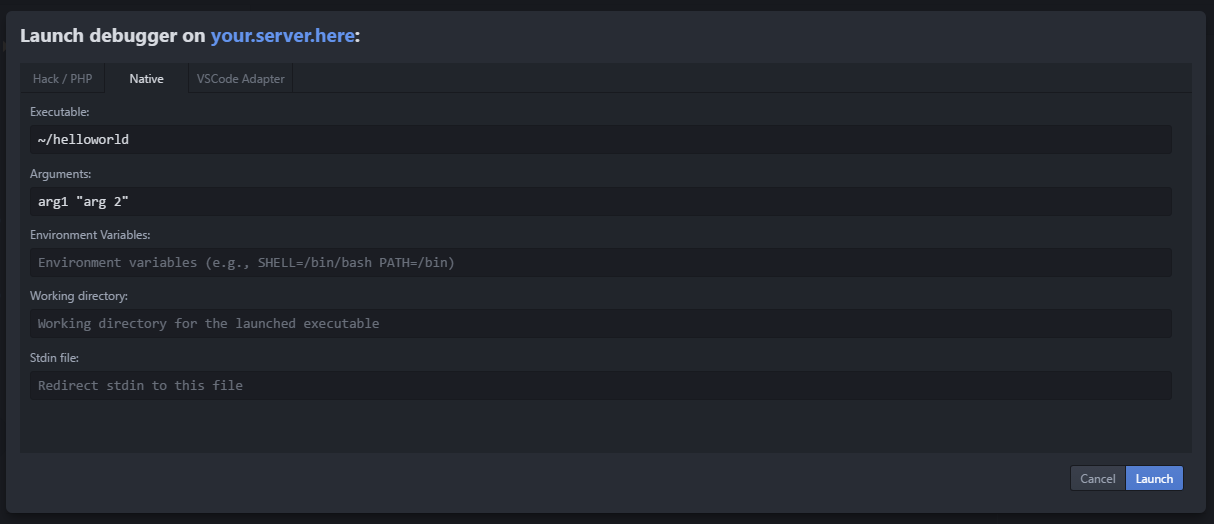 Launch debugger on your.server.here:
Hack / PHP Native VSCode Adapter
Executable:
~/helloworld
Arguments:
arg1 "arg 2"
Environment Variables:
Environment variables (e.g., SHELL=/bin/bash PATH=/bin)
Working directory:
Working directory for the launched executable
Stdin file:
Redirect stdin to this file
Cancel Launch